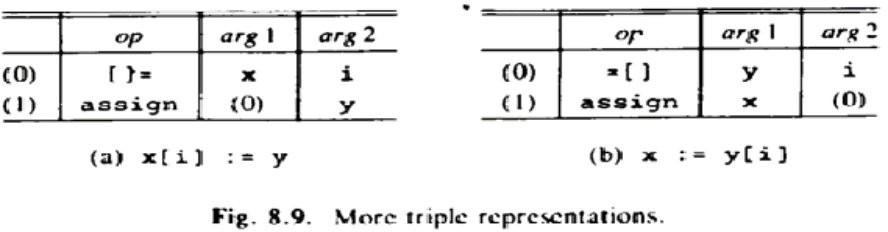 op arg 1 arg 2
(0) [ ]= x i
(1) assign (0) y
(a) x[i] := y
op arg 1 arg 2
(0) =[ ] y i
(1) assign x (0)
(b) x := y[i]
Fig. 8.9. More triple representations.